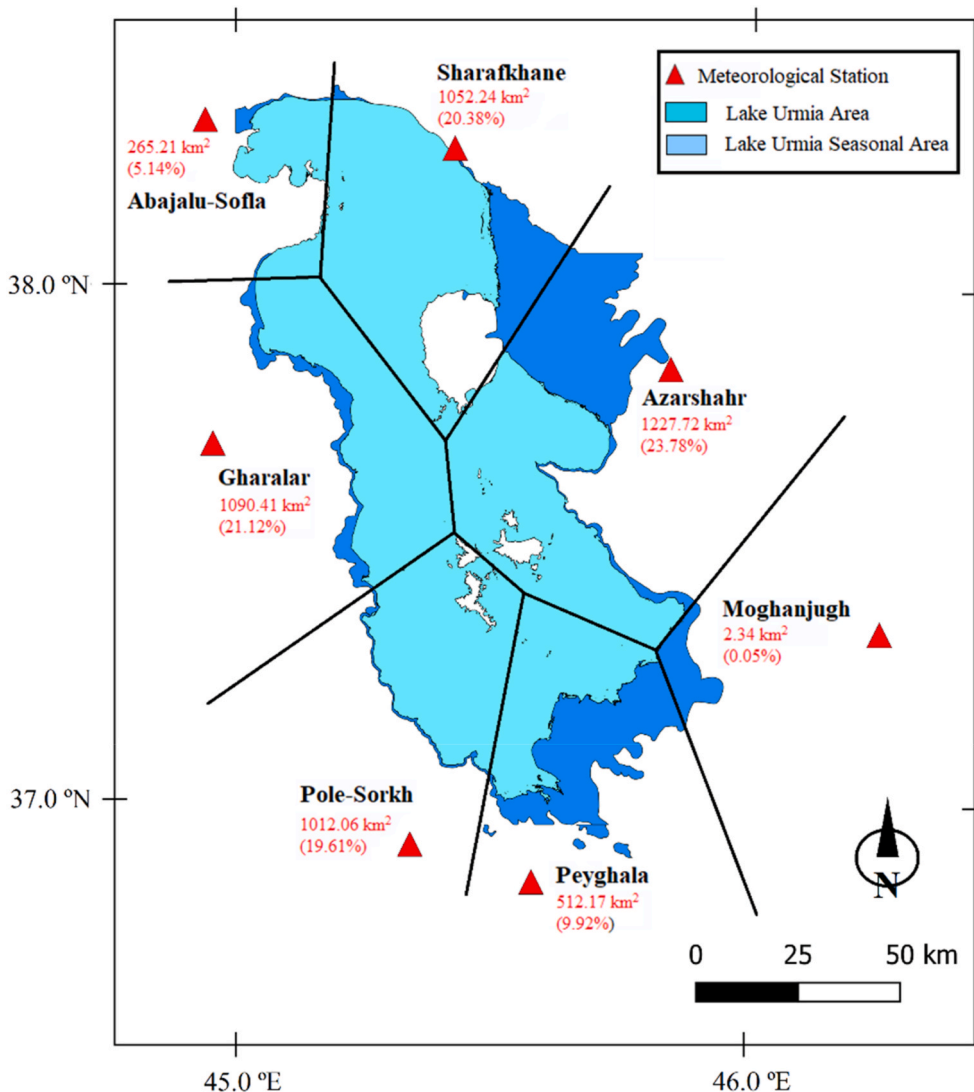 Sharafkhane
1052.24 km²
(20.38%)
Meteorological Station
Lake Urmia Area
Lake Urmia Seasonal Area
265.21 km²
(5.14%)
Abajalu-Sofla
38.0 ºN
Azarshahr
1227.72 km²
(23.78%)
Gharalar
1090.41 km²
(21.12%)
Moghanjugh
2.34 km²
(0.05%)
37.0 ºN
Pole-Sorkh
1012.06 km²
(19.61%)
Peyghala
512.17 km²
(9.92%)
N
0 25 50 km
45.0 ºE
46.0 ºE